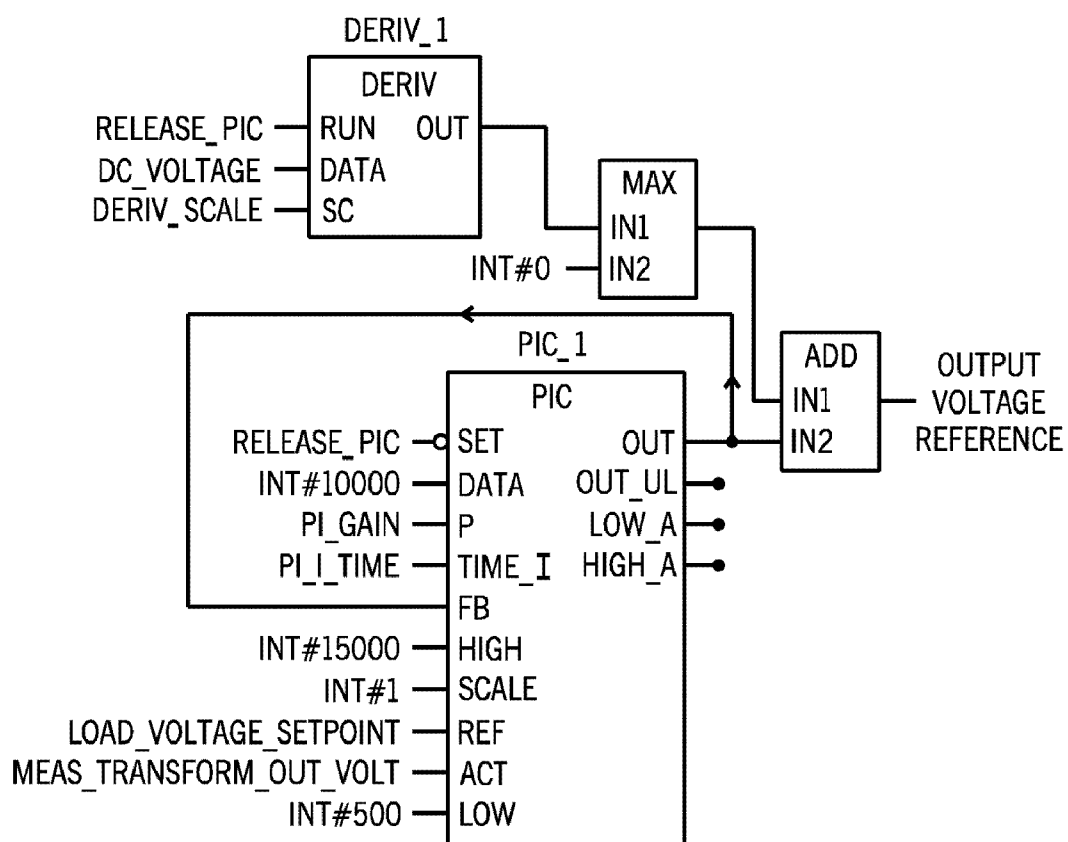 DERIV_1
DERIV
RELEASE_PIC RUN OUT
DC_VOLTAGE DATA
DERIV_SCALE SC
MAX
IN1
INT#0 IN2
PIC_1
PIC
ADD
IN1
IN2
OUTPUT
VOLTAGE
REFERENCE
RELEASE_PIC SET OUT
INT#10000 DATA OUT_UL
PI_GAIN P LOW_A
PI_I_TIME TIME_I HIGH_A
FB
INT#15000 HIGH
INT#1 SCALE
LOAD_VOLTAGE_SETPOINT REF
MEAS_TRANSFORM_OUT_VOLT ACT
INT#500 LOW